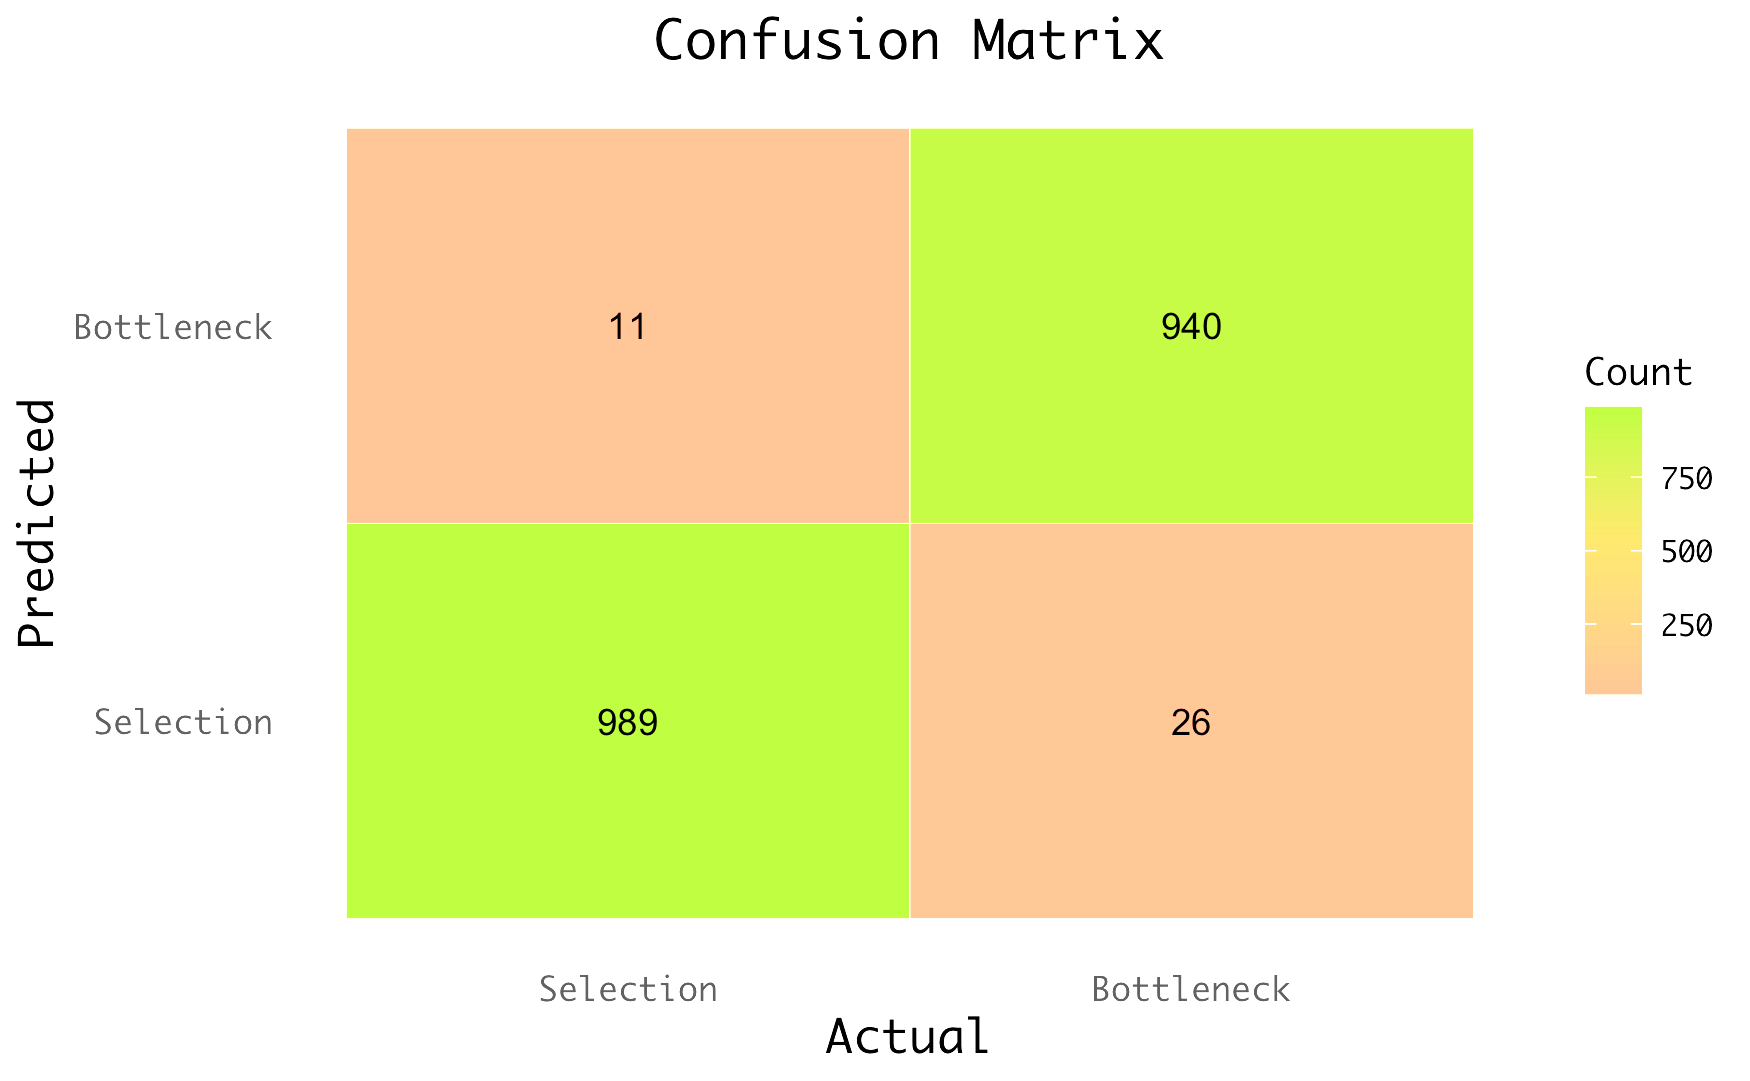 Confusion Matrix
Predicted
Bottleneck
11
940
Selection
989
26
Selection
Bottleneck
Actual
Count
750
500
250